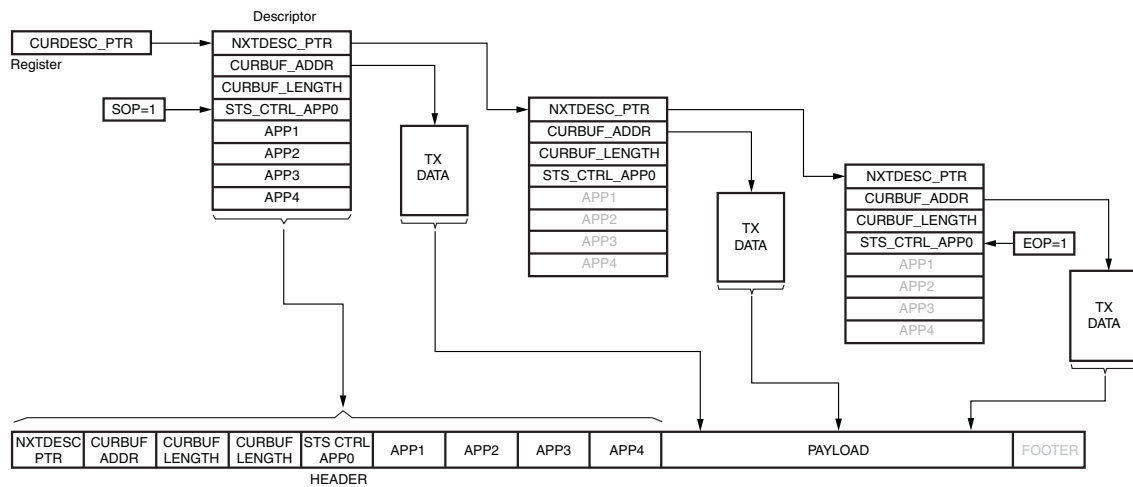 Descriptor
CURDESC_PTR
Register
NXTDESC_PTR
CURBUF_ADDR
CURBUF_LENGTH
SOP=1
STS_CTRL_APP0
APP1
APP2
APP3
APP4
TX
DATA
NXTDESC_PTR
CURBUF_ADDR
CURBUF_LENGTH
STS_CTRL_APP0
APP1
APP2
APP3
APP4
TX
DATA
NXTDESC_PTR
CURBUF_ADDR
CURBUF_LENGTH
STS_CTRL_APP0
EOP=1
APP1
APP2
APP3
APP4
TX
DATA
NXTDESC
PTR
CURBUF
ADDR
CURBUF
LENGTH
CURBUF
LENGTH
STS CTRL
APP0
APP1
APP2
APP3
APP4
PAYLOAD
FOOTER
HEADER